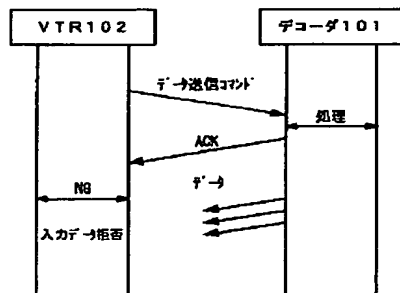 VTR102
デコーダ101
データ送信コマンド
処理
ACK
データ
NG
入力データ拒否